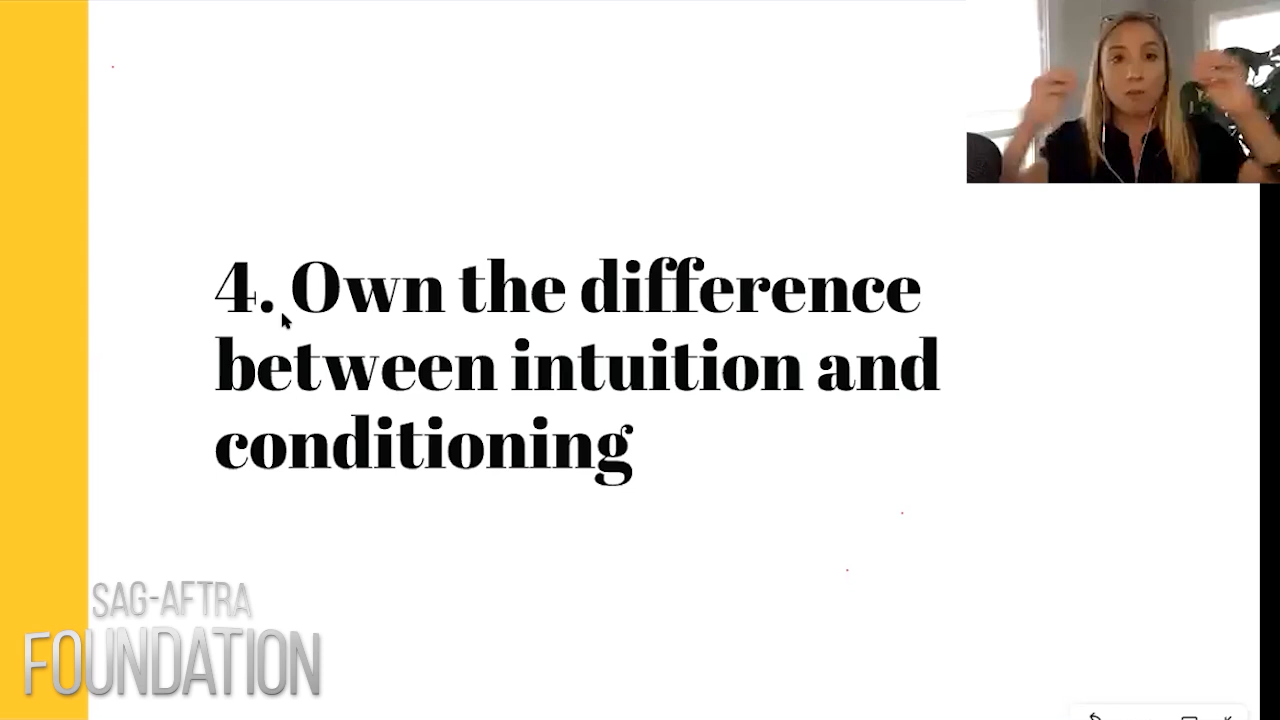 4. Own the difference
between intuition and
conditioning
SAG-AFTRA
FOUNDATION